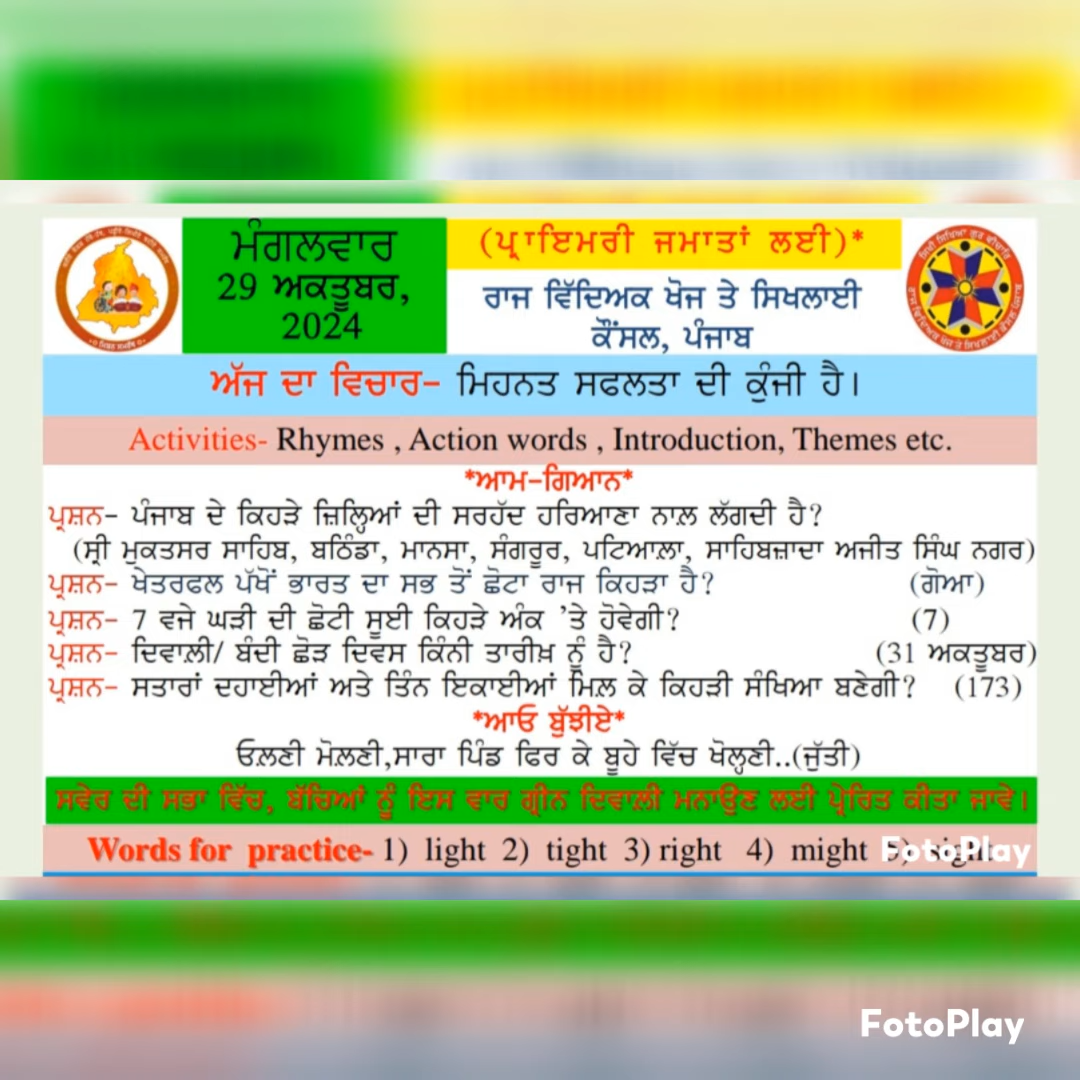 ਮੰਗਲਵਾਰ
29 ਅਕਤੂਬਰ,
2024
(ਪ੍ਰਾਇਮਰੀ ਜਮਾਤਾਂ ਲਈ)*
ਰਾਜ ਵਿੱਦਿਅਕ ਖੋਜ ਤੇ ਸਿਖਲਾਈ
ਕੌਂਸਲ, ਪੰਜਾਬ
ਅੱਜ ਦਾ ਵਿਚਾਰ- ਮਿਹਨਤ ਸਫਲਤਾ ਦੀ ਕੁੰਜੀ ਹੈ।
Activities- Rhymes , Action words , Introduction, Themes etc.
*ਆਮ-ਗਿਆਨ*
ਪ੍ਰਸ਼ਨ- ਪੰਜਾਬ ਦੇ ਕਿਹੜੇ ਜ਼ਿਲ੍ਹਿਆਂ ਦੀ ਸਰਹੱਦ ਹਰਿਆਣਾ ਨਾਲ਼ ਲੱਗਦੀ ਹੈ?
(ਸ੍ਰੀ ਮੁਕਤਸਰ ਸਾਹਿਬ, ਬਠਿੰਡਾ, ਮਾਨਸਾ, ਸੰਗਰੂਰ, ਪਟਿਆਲ਼ਾ, ਸਾਹਿਬਜ਼ਾਦਾ ਅਜੀਤ ਸਿੰਘ ਨਗਰ)
ਪ੍ਰਸ਼ਨ- ਖੇਤਰਫਲ ਪੱਖੋਂ ਭਾਰਤ ਦਾ ਸਭ ਤੋਂ ਛੋਟਾ ਰਾਜ ਕਿਹੜਾ ਹੈ? (ਗੋਆ)
ਪ੍ਰਸ਼ਨ- 7 ਵਜੇ ਘੜੀ ਦੀ ਛੋਟੀ ਸੂਈ ਕਿਹੜੇ ਅੰਕ ’ਤੇ ਹੋਵੇਗੀ? (7)
ਪ੍ਰਸ਼ਨ- ਦਿਵਾਲ਼ੀ/ ਬੰਦੀ ਛੋੜ ਦਿਵਸ ਕਿੰਨੀ ਤਾਰੀਖ਼ ਨੂੰ ਹੈ? (31 ਅਕਤੂਬਰ)
ਪ੍ਰਸ਼ਨ- ਸਤਾਰਾਂ ਦਹਾਈਆਂ ਅਤੇ ਤਿੰਨ ਇਕਾਈਆਂ ਮਿਲ਼ ਕੇ ਕਿਹੜੀ ਸੰਖਿਆ ਬਣੇਗੀ? (173)
*ਆਓ ਬੁੱਝੀਏ*
ਓਲਣੀ ਮੋਲਣੀ,ਸਾਰਾ ਪਿੰਡ ਫਿਰ ਕੇ ਬੂਹੇ ਵਿੱਚ ਖੋਲ੍ਹਣੀ..(ਜੁੱਤੀ)
ਸਵੇਰ ਦੀ ਸਭਾ ਵਿੱਚ, ਬੱਚਿਆਂ ਨੂੰ ਇਸ ਵਾਰ ਗ੍ਰੀਨ ਦਿਵਾਲ਼ੀ ਮਨਾਉਣ ਲਈ ਪ੍ਰੇਰਿਤ ਕੀਤਾ ਜਾਵੇ।
Words for practice- 1) light 2) tight 3) right 4) might 5)
FotoPlay
FotoPlay